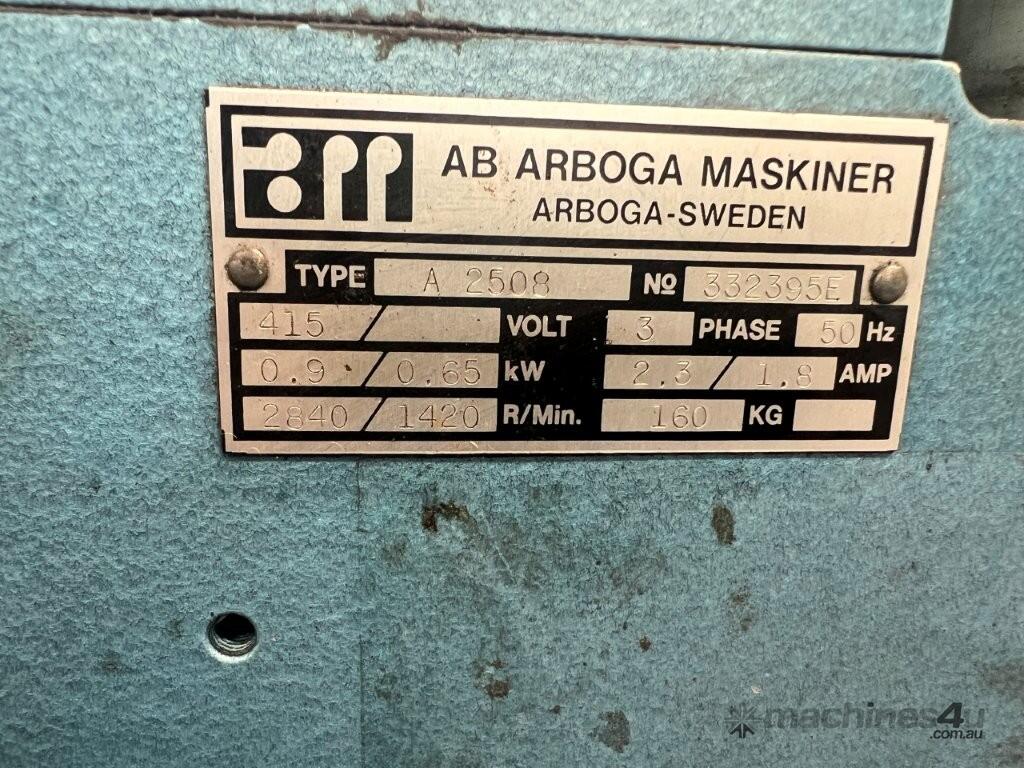 AB ARBOGA MASKINER
ARBOGA-SWEDEN
TYPE A 2508 Nº 332395E
415 / VOLT 3 PHASE 50 Hz
0.9 / 0.65 kW 2.3 / 1.8 AMP
2840 / 1420 R/Min. 160 KG
machines4u
.com.au